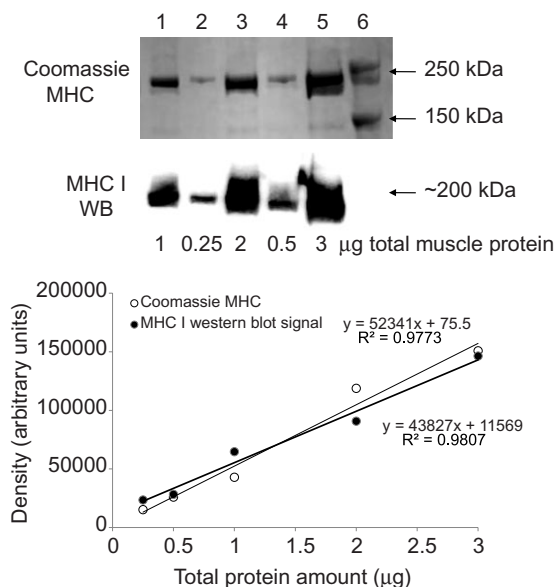 1 2 3 4 5 6
Coomassie
MHC
250 kDa
150 kDa
MHC I
WB
~200 kDa
1 0.25 2 0.5 3 µg total muscle protein
200000
150000
100000
50000
0
Density (arbitrary units)
Coomassie MHC
MHC I western blot signal
y = 52341x + 75.5
R² = 0.9773
y = 43827x + 11569
R² = 0.9807
0 0.5 1 1.5 2 2.5 3
Total protein amount (µg)